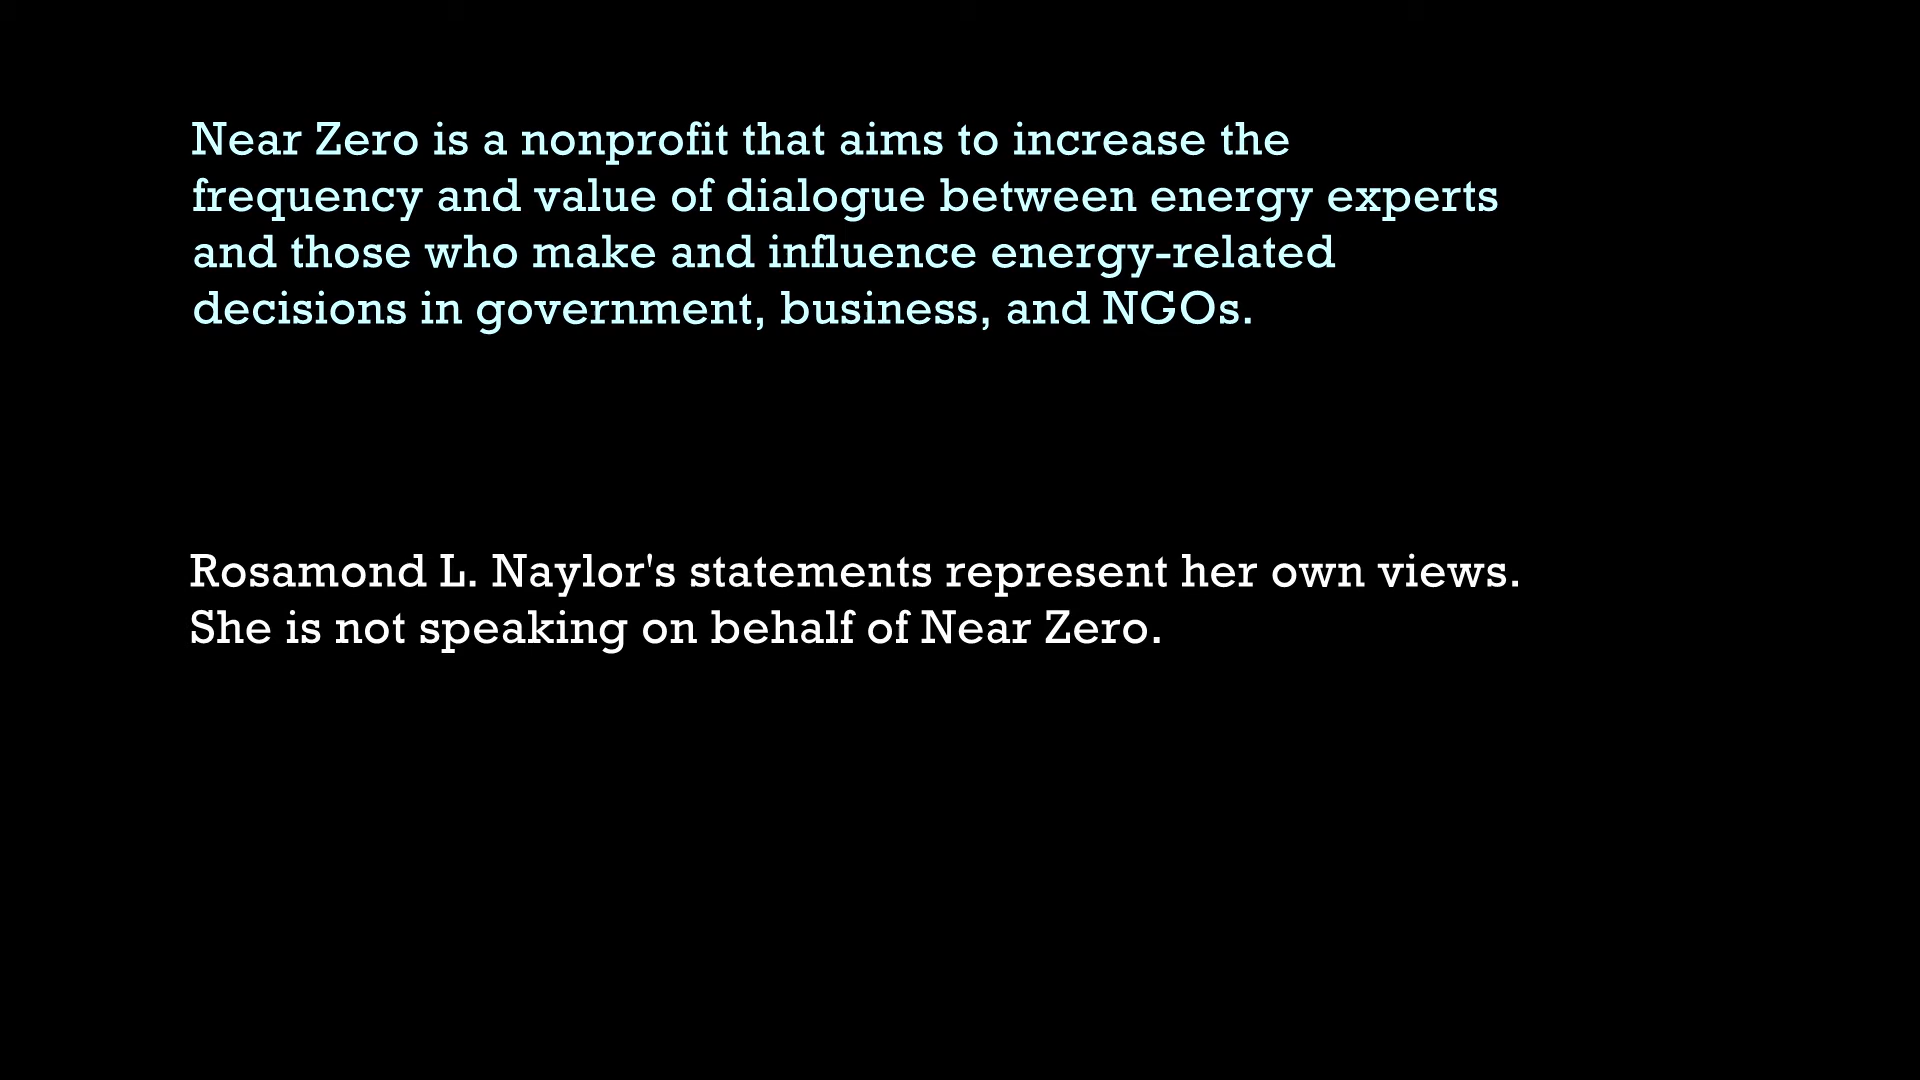 Near Zero is a nonprofit that aims to increase the
frequency and value of dialogue between energy experts
and those who make and influence energy-related
decisions in government, business, and NGOs.
Rosamond L. Naylor's statements represent her own views.
She is not speaking on behalf of Near Zero.